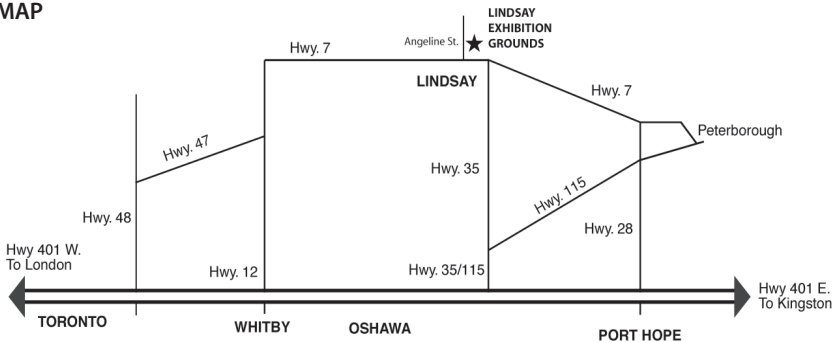 MAP
LINDSAY
EXHIBITION
GROUNDS
Angeline St.
Hwy. 7
LINDSAY
Hwy. 7
Peterborough
Hwy. 47
Hwy. 35
Hwy. 115
Hwy. 48
Hwy. 28
Hwy 401 W.
To London
Hwy. 12
Hwy. 35/115
Hwy 401 E.
To Kingston
TORONTO
WHITBY
OSHAWA
PORT HOPE